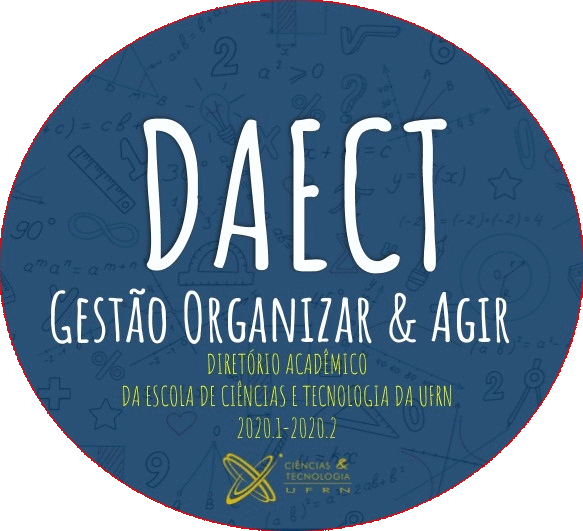 DAECT
GESTÃO ORGANIZAR & AGIR
DIRETÓRIO ACADÊMICO
DA ESCOLA DE CIÊNCIAS E TECNOLOGIA DA UFRN
2020.1-2020.2
CIÊNCIAS &
TECNOLOGIA
UFRN